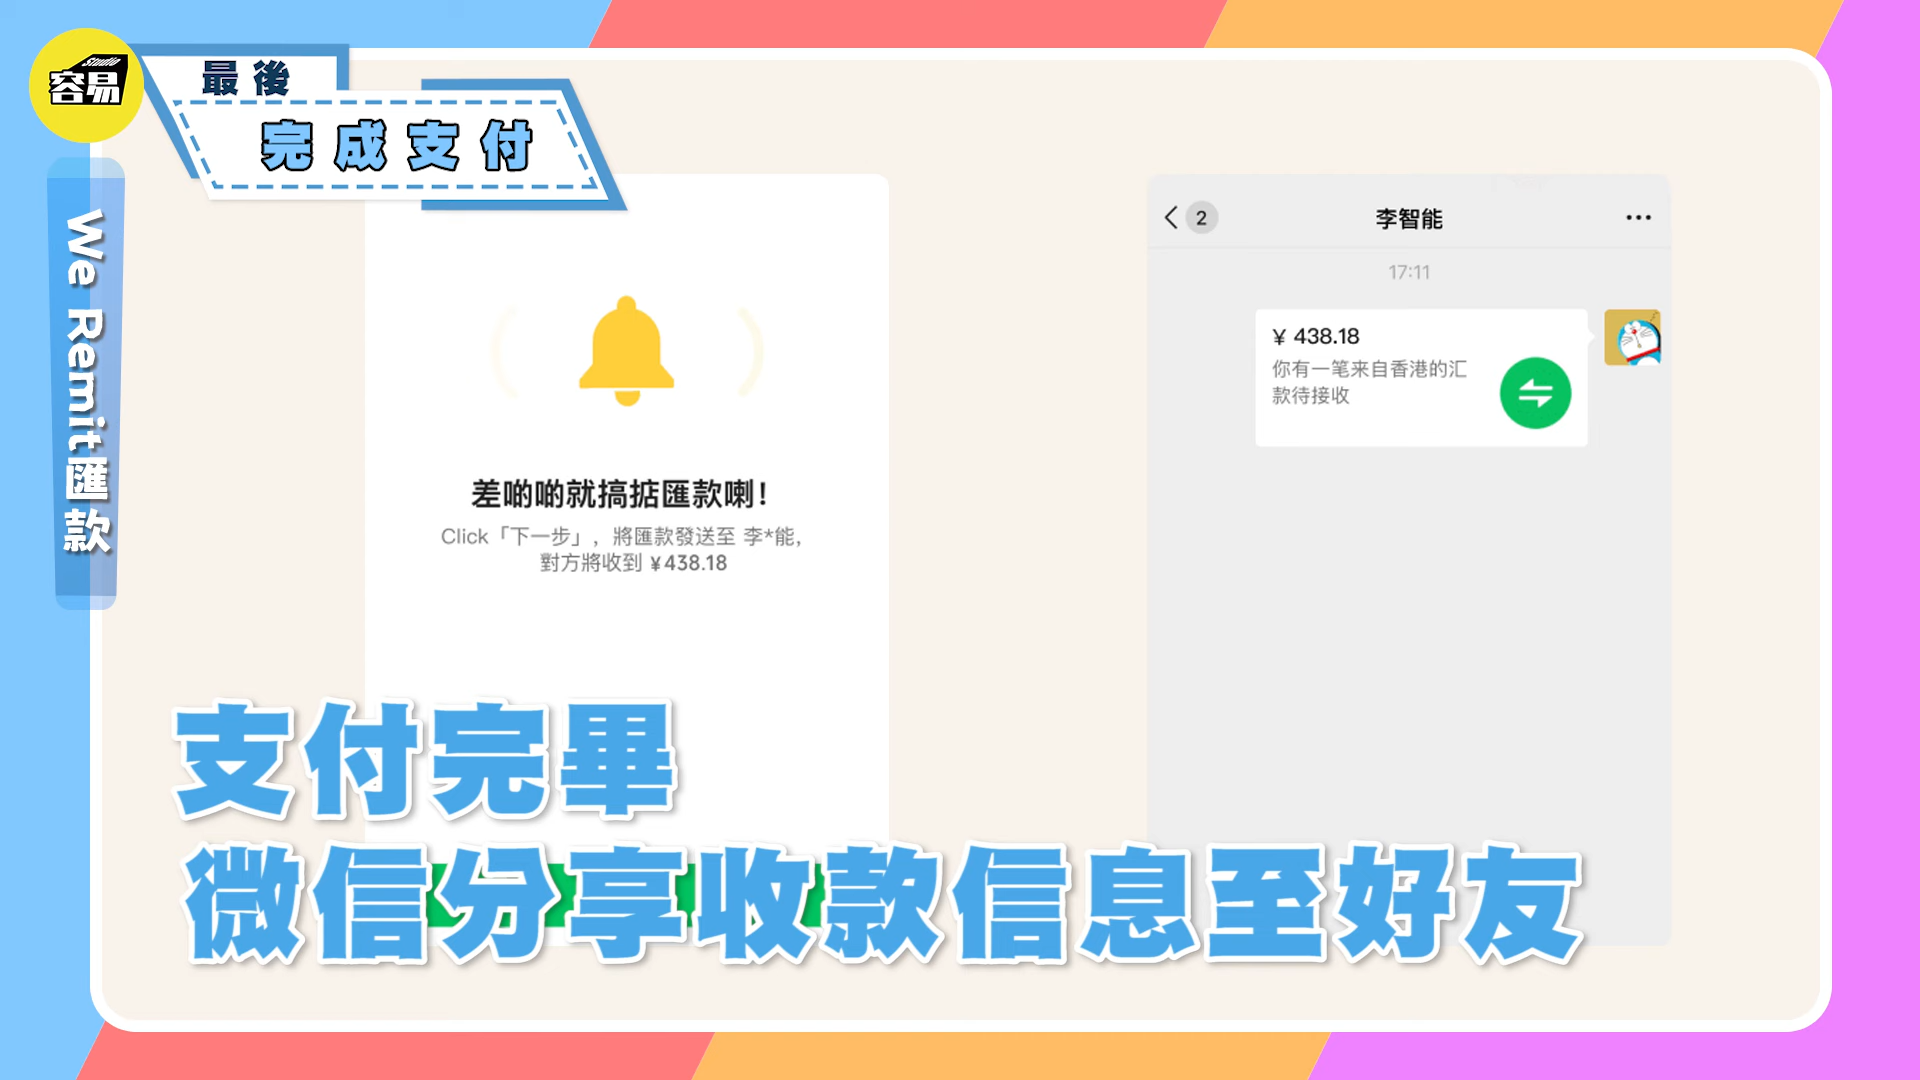 Studio
容易
最後
完成支付
We Remit匯款
差啲啲就搞掂匯款喇！
Click「下一步」，將匯款發送至 李*能，
對方將收到 ¥438.18
2
李智能
17:11
¥ 438.18
你有一笔来自香港的汇
款待接收
支付完畢
微信分享收款信息至好友